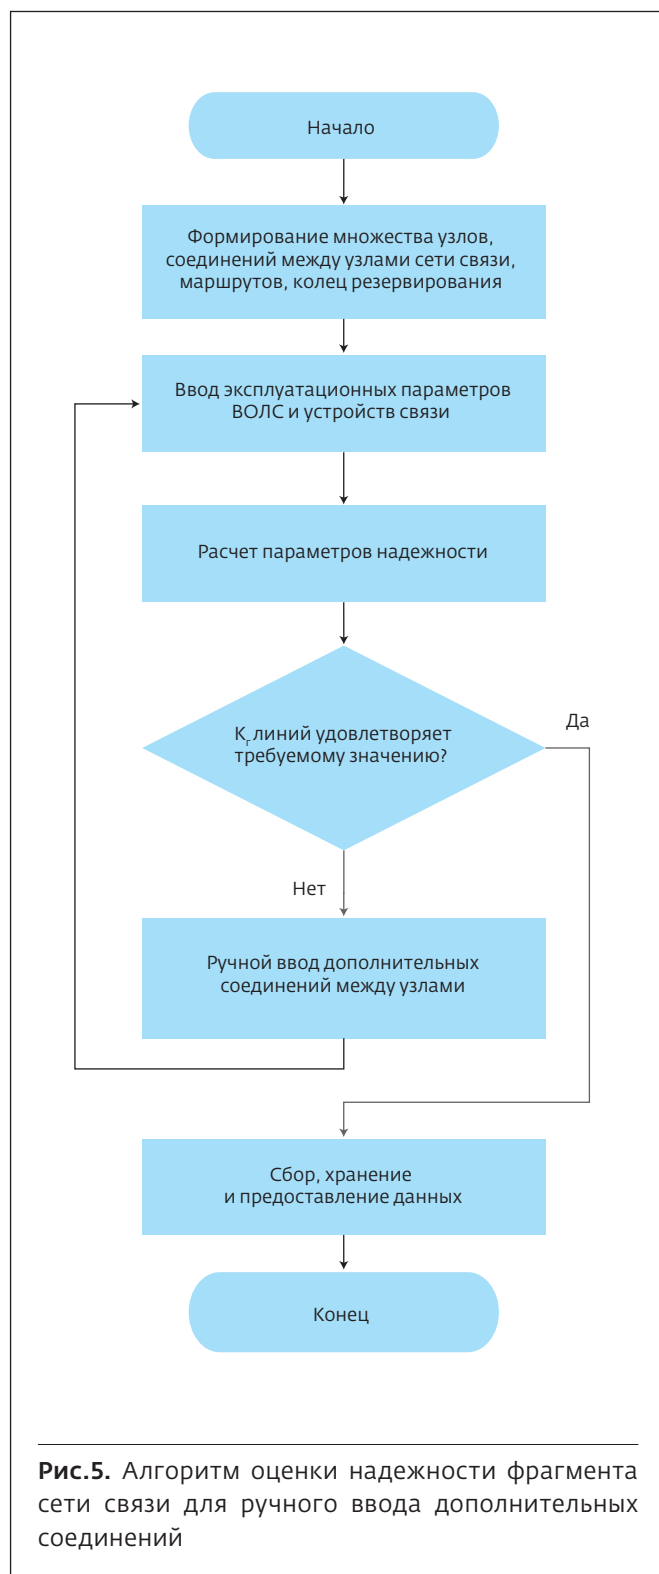 Начало
Формирование множества узлов,
соединений между узлами сети связи,
маршрутов, колец резервирования
Ввод эксплуатационных параметров
ВОЛС и устройств связи
Расчет параметров надежности
Kг линий удовлетворяет
требуемому значению?
Да
Нет
Ручной ввод дополнительных
соединений между узлами
Сбор, хранение
и предоставление данных
Конец
Рис.5. Алгоритм оценки надежности фрагмента
сети связи для ручного ввода дополнительных
соединений